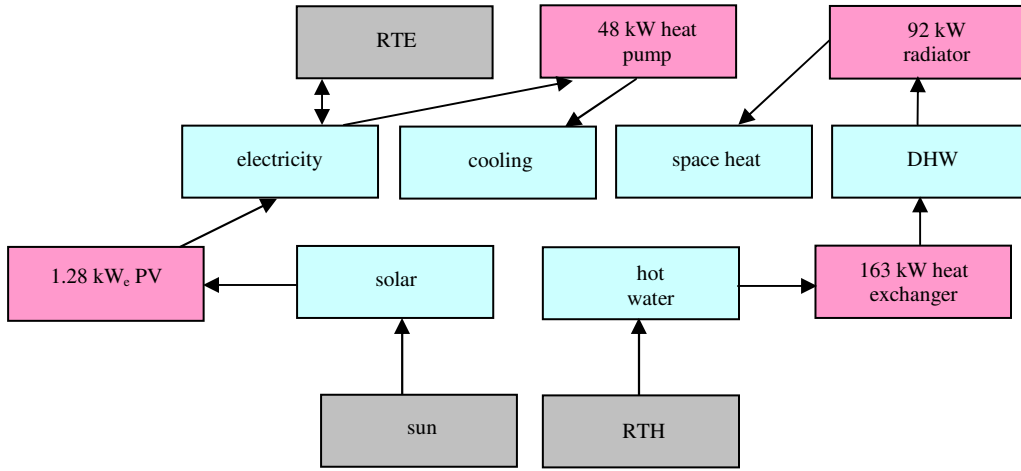 RTE
48 kW heat
pump
92 kW
radiator
electricity
cooling
space heat
DHW
1.28 kWₑ PV
solar
hot
water
163 kW heat
exchanger
sun
RTH